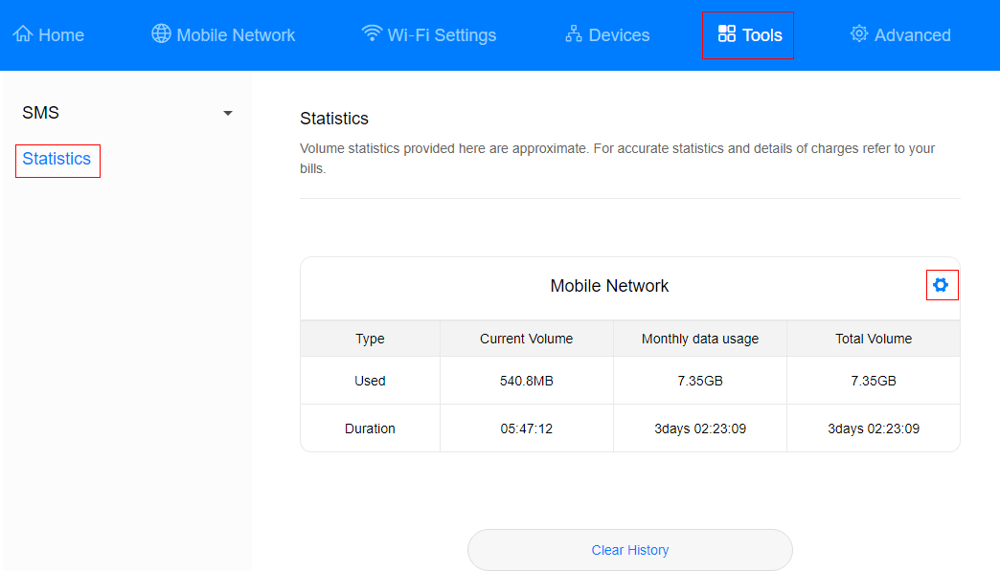 Home Mobile Network Wi-Fi Settings Devices Tools Advanced
SMS
Statistics
Statistics
Volume statistics provided here are approximate. For accurate statistics and details of charges refer to your
bills.
Mobile Network
Type Current Volume Monthly data usage Total Volume
Used 540.8MB 7.35GB 7.35GB
Duration 05:47:12 3days 02:23:09 3days 02:23:09
Clear History